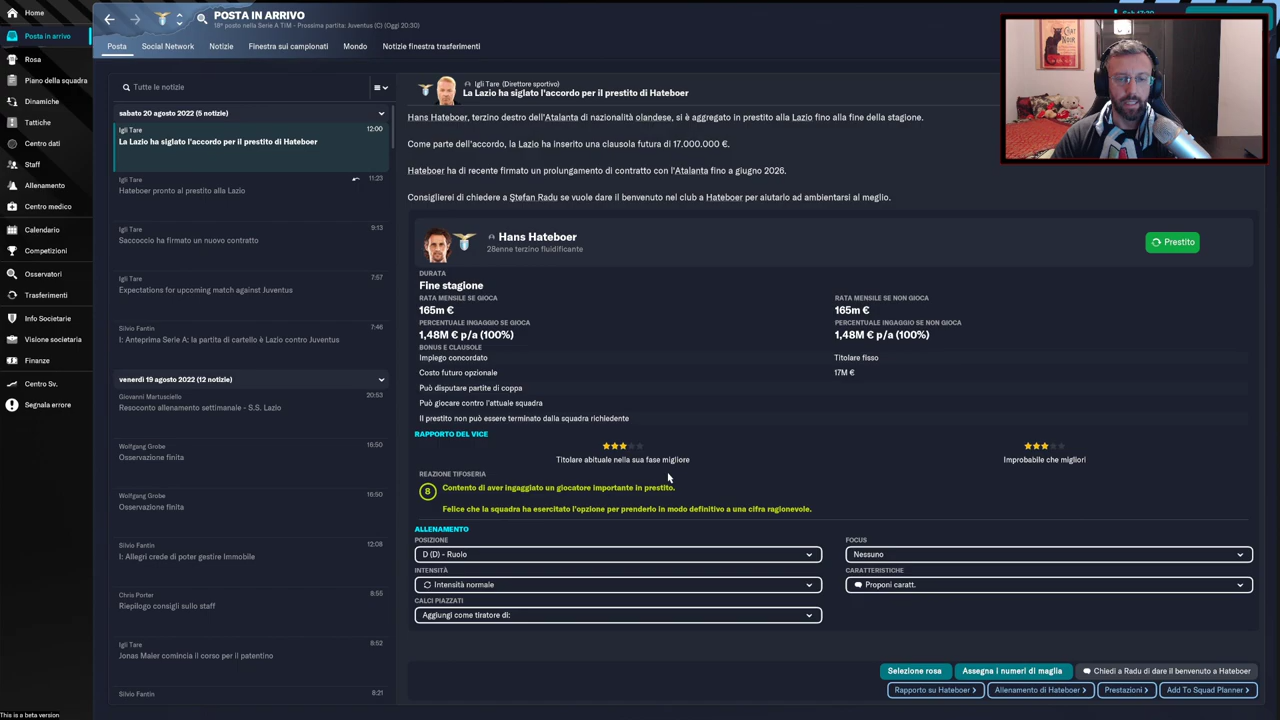 Home
Posta in arrivo
Rosa
Piano della squadra
Dinamiche
Tattiche
Centro dati
Staff
Allenamento
Centro medico
Calendario
Competizioni
Osservatori
Trasferimenti
Info Societarie
Visione societaria
Finanze
Centro Sv.
Segnala errore
This is a beta version
POSTA IN ARRIVO
18° posto nella Serie A TIM - Prossima partita: Juventus (C) (Oggi 20:30)
Posta
Social Network
Notizie
Finestra sui campionati
Mondo
Notizie finestra trasferimenti
Tutte le notizie
sabato 20 agosto 2022 (5 notizie)
Igli Tare 12:00
La Lazio ha siglato l'accordo per il prestito di Hateboer
Igli Tare 11:23
Hateboer pronto al prestito alla Lazio
Igli Tare 9:13
Saccoccio ha firmato un nuovo contratto
Igli Tare 7:57
Expectations for upcoming match against Juventus
Silvio Fantin 7:46
I: Anteprima Serie A: la partita di cartello è Lazio contro Juventus
venerdì 19 agosto 2022 (12 notizie)
Giovanni Martusciello 20:53
Resoconto allenamento settimanale - S.S. Lazio
Wolfgang Grobe 16:50
Osservazione finita
Wolfgang Grobe 16:50
Osservazione finita
Silvio Fantin 12:08
I: Allegri crede di poter gestire Immobile
Chris Porter 8:55
Riepilogo consigli sullo staff
Igli Tare 8:52
Jonas Maier comincia il corso per il patentino
Silvio Fantin 8:21
Igli Tare (Direttore sportivo)
La Lazio ha siglato l'accordo per il prestito di Hateboer
Hans Hateboer, terzino destro dell'Atalanta di nazionalità olandese, si è aggregato in prestito alla Lazio fino alla fine della stagione.
Come parte dell'accordo, la Lazio ha inserito una clausola futura di 17.000.000 €.
Hateboer ha di recente firmato un prolungamento di contratto con l'Atalanta fino a giugno 2026.
Consiglierei di chiedere a Ștefan Radu se vuole dare il benvenuto nel club a Hateboer per aiutarlo ad ambientarsi al meglio.
Hans Hateboer
28enne terzino fluidificante
Prestito
DURATA
Fine stagione
RATA MENSILE SE GIOCA
165m €
RATA MENSILE SE NON GIOCA
165m €
PERCENTUALE INGAGGIO SE GIOCA
1,48M € p/a (100%)
PERCENTUALE INGAGGIO SE NON GIOCA
1,48M € p/a (100%)
BONUS E CLAUSOLE
Impiego concordato Titolare fisso
Costo futuro opzionale 17M €
Può disputare partite di coppa
Può giocare contro l'attuale squadra
Il prestito non può essere terminato dalla squadra richiedente
RAPPORTO DEL VICE
Titolare abituale nella sua fase migliore
Improbabile che migliori
REAZIONE TIFOSERIA
8
Contento di aver ingaggiato un giocatore importante in prestito.
Felice che la squadra ha esercitato l'opzione per prenderlo in modo definitivo a una cifra ragionevole.
ALLENAMENTO
POSIZIONE
D (D) - Ruolo
FOCUS
Nessuno
INTENSITÀ
Intensità normale
CARATTERISTICHE
Proponi caratt.
CALCI PIAZZATI
Aggiungi come tiratore di:
Selezione rosa
Assegna i numeri di maglia
Chiedi a Radu di dare il benvenuto a Hateboer
Rapporto su Hateboer
Allenamento di Hateboer
Prestazioni
Add To Squad Planner